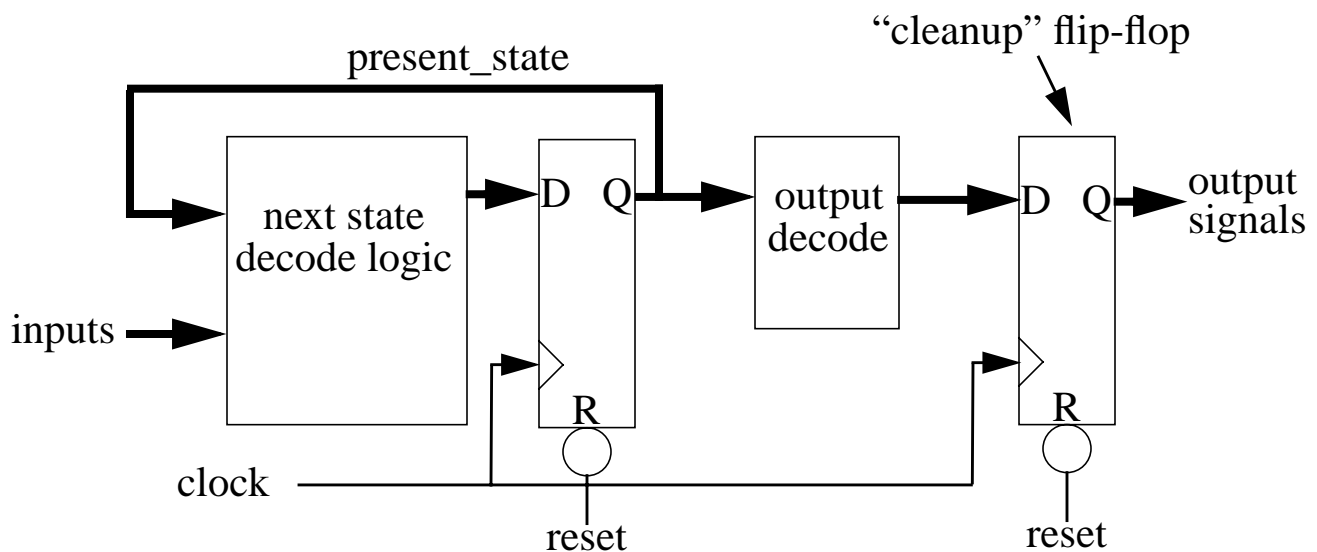 “cleanup” flip-flop
present_state
next state
decode logic
D
Q
R
output
decode
D
Q
R
output
signals
inputs
clock
reset
reset